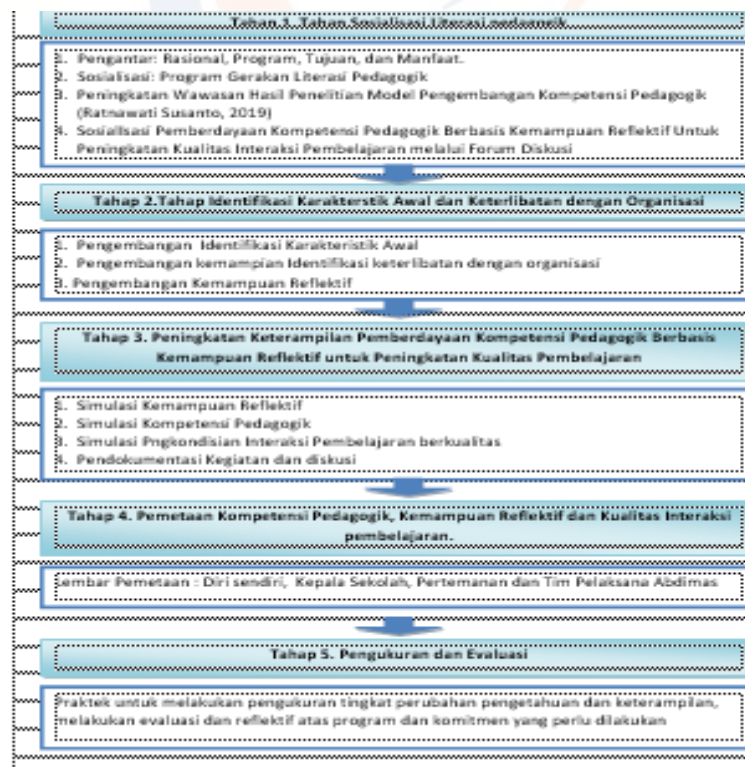 Tahap 1. Tahap Sosialisasi Literasi pedagogik
1. Pengantar: Rasional, Program, Tujuan, dan Manfaat.
2. Sosialisasi: Program Gerakan Literasi Pedagogik
3. Peningkatan Wawasan Hasil Penelitian Model Pengembangan Kompetensi Pedagogik
(Ratnawati Susanto, 2019)
4. Sosialisasi Pemberdayaan Kompetensi Pedagogik Berbasis Kemampuan Reflektif Untuk
Peningkatan Kualitas Interaksi Pembelajaran melalui Forum Diskusi
Tahap 2.Tahap Identifikasi Karakterstik Awal dan Keterlibatan dengan Organisasi
1. Pengembangan Identifikasi Karakteristik Awal
2. Pengembangan kemampian Identifikasi keterlibatan dengan organisasi
3. Pengembangan Kemampuan Reflektif
Tahap 3. Peningkatan Keterampilan Pemberdayaan Kompetensi Pedagogik Berbasis
Kemampuan Reflektif untuk Peningkatan Kualitas Pembelajaran
1. Simulasi Kemampuan Reflektif
2. Simulasi Kompetensi Pedagogik
3. Simulasi Pngkondisian Interaksi Pembelajaran berkualitas
4. Pendokumentasi Kegiatan dan diskusi
Tahap 4. Pemetaan Kompetensi Pedagogik, Kemampuan Reflektif dan Kualitas Interaksi
pembelajaran.
Lembar Pemetaan : Diri sendiri, Kepala Sekolah, Pertemanan dan Tim Pelaksana Abdimas
Tahap 5. Pengukuran dan Evaluasi
Praktek untuk melakukan pengukuran tingkat perubahan pengetahuan dan keterampilan,
melakukan evaluasi dan reflektif atas program dan komitmen yang perlu dilakukan